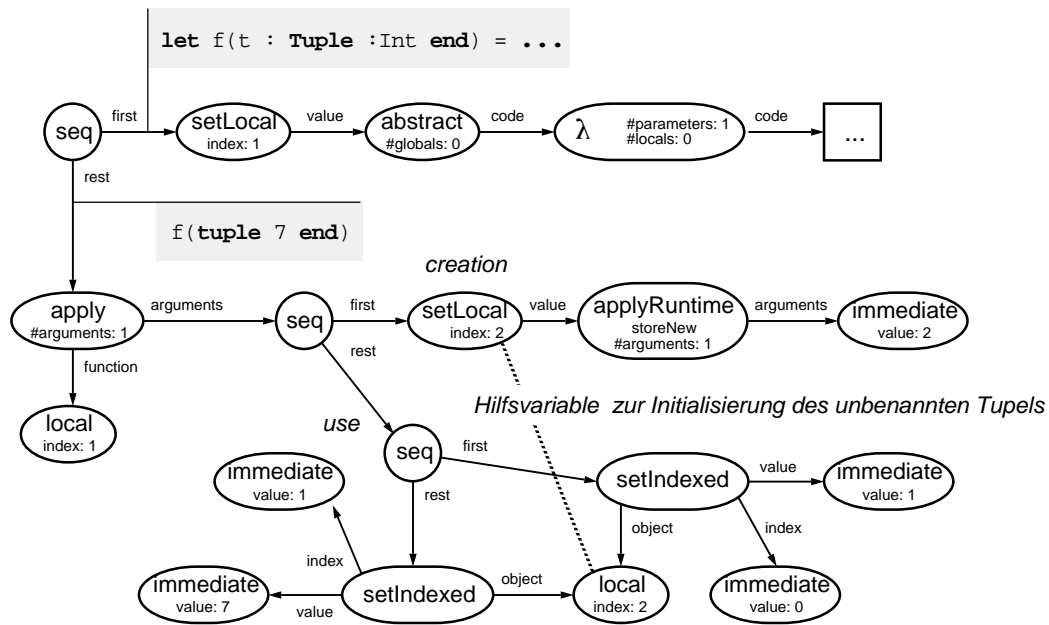 let f(t : Tuple :Int end) = ...
seq
first
setLocal
index: 1
value
abstract
#globals: 0
code
λ
#parameters: 1
#locals: 0
code
...
rest
f(tuple 7 end)
creation
apply
#arguments: 1
arguments
seq
first
setLocal
index: 2
value
applyRuntime
storeNew
#arguments: 1
arguments
immediate
value: 2
function
rest
local
index: 1
Hilfsvariable zur Initialisierung des unbenannten Tupels
use
seq
first
immediate
value: 1
rest
setIndexed
value
immediate
value: 1
object
index
index
immediate
value: 7
value
setIndexed
object
local
index: 2
immediate
value: 0